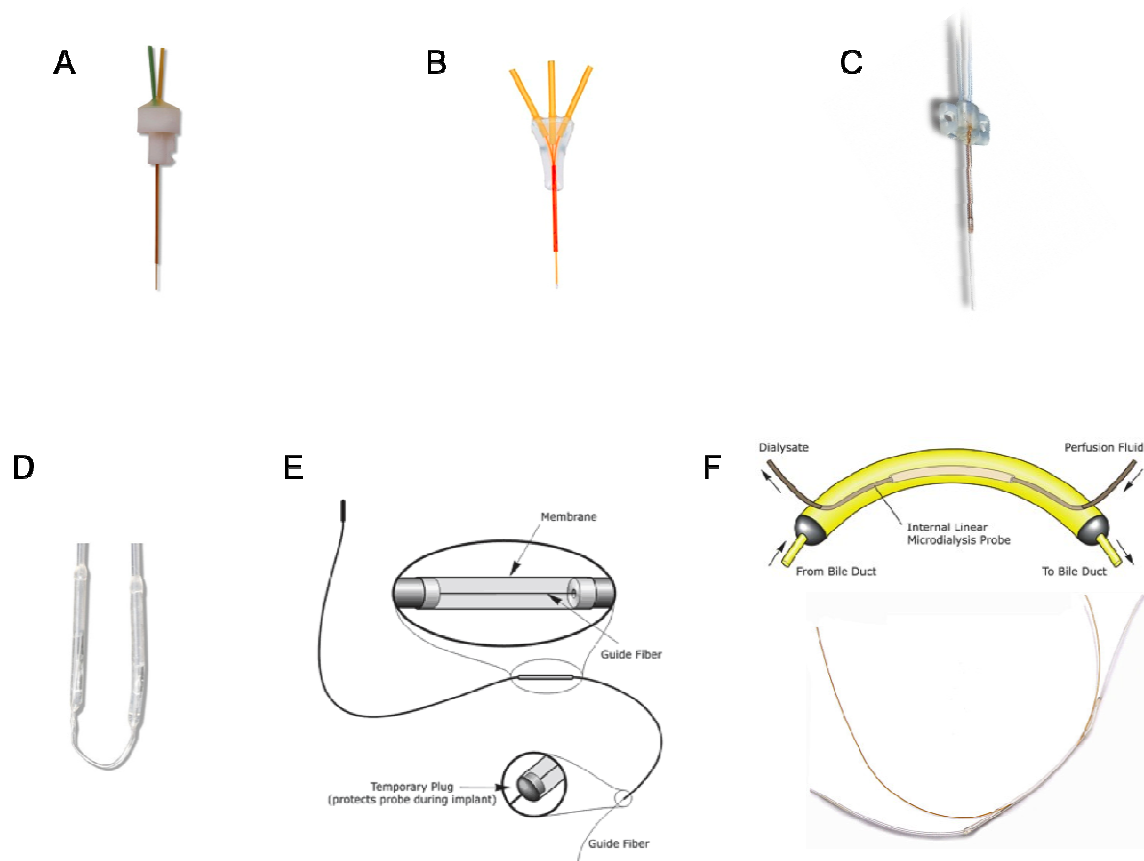 A
B
C
D
E
F
Membrane
Guide Fiber
Temporary Plug
(protects probe during implant)
Guide Fiber
Dialysate
Perfusion Fluid
Internal Linear
Microdialysis Probe
From Bile Duct
To Bile Duct